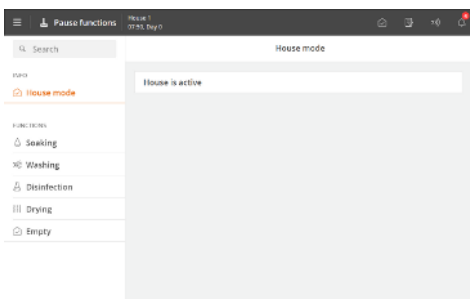 Pause functions
House 1
07:50, Day 0
Search
House mode
INFO
House mode
House is active
FUNCTIONS
Soaking
Washing
Disinfection
Drying
Empty